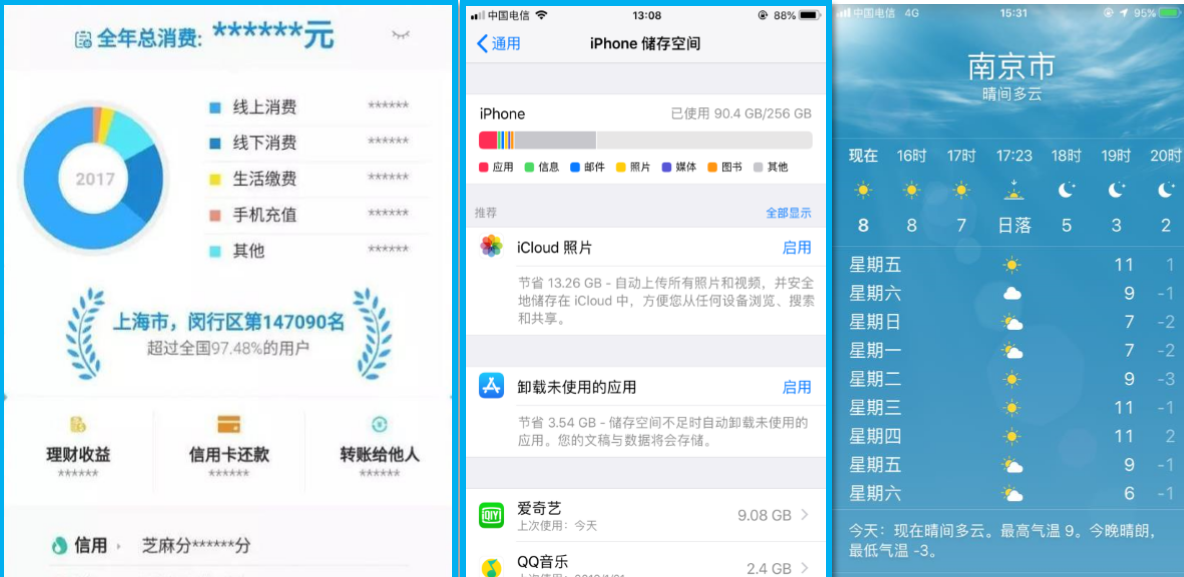 全年总消费: ******元
2017
线上消费 ******
线下消费 ******
生活缴费 ******
手机充值 ******
其他 ******
上海市，闵行区第147090名
超过全国97.48%的用户
理财收益 信用卡还款 转账给他人
****** ****** ******
信用 芝麻分******分
中国电信 13:08 88%
通用 iPhone 储存空间
iPhone 已使用 90.4 GB/256 GB
应用 信息 邮件 照片 媒体 图书 其他
推荐 全部显示
iCloud 照片 启用
节省 13.26 GB - 自动上传所有照片和视频，并安全
地储存在 iCloud 中，方便您从任何设备浏览、搜索
和共享。
卸载未使用的应用 启用
节省 3.54 GB - 储存空间不足时自动卸载未使用的
应用。您的文稿与数据将会存储。
iQIY
爱奇艺 9.08 GB
上次使用：今天
QQ音乐 2.4 GB
中国电信 4G 15:31 95%
南京市
晴间多云
现在 16时 17时 17:23 18时 19时 20时
8 8 7 日落 5 3 2
星期五 11 1
星期六 9 -1
星期日 7 -2
星期一 7 -2
星期二 9 -3
星期三 11 -1
星期四 11 2
星期五 9 -1
星期六 6 -1
今天：现在晴间多云。最高气温 9。今晚晴朗，
最低气温 -3。